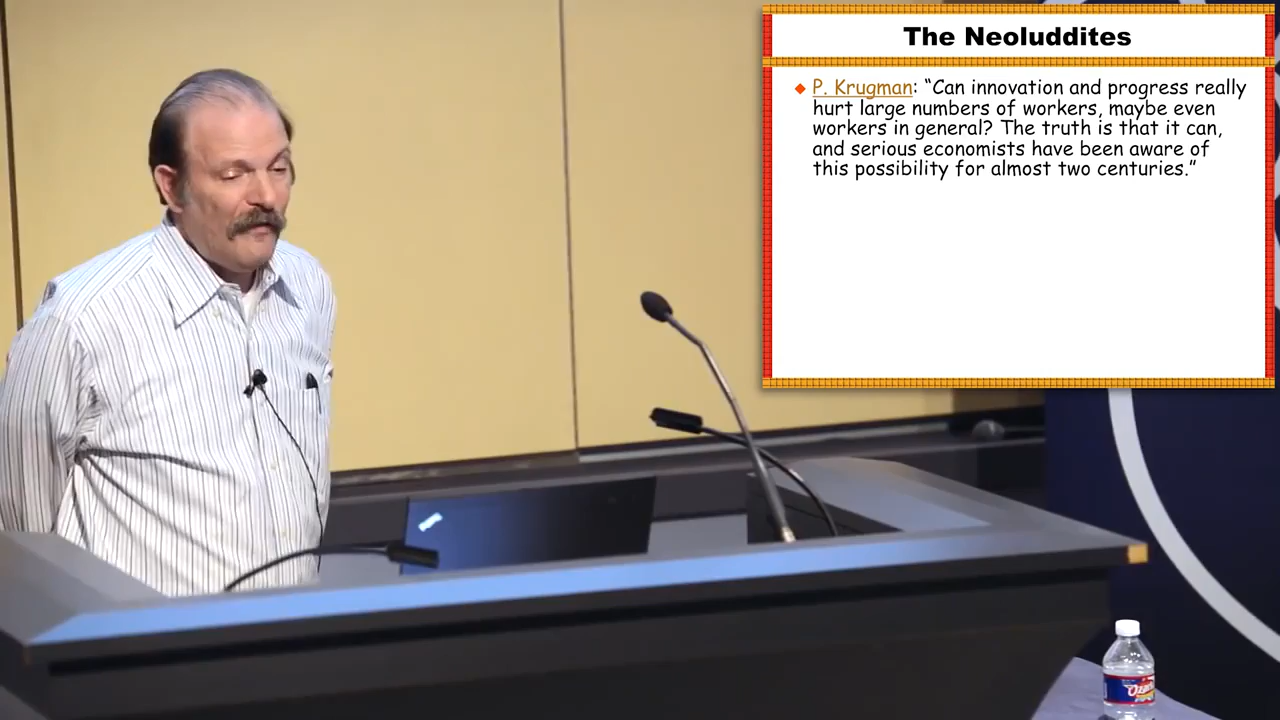 The Neoluddites
P. Krugman: “Can innovation and progress really
hurt large numbers of workers, maybe even
workers in general? The truth is that it can,
and serious economists have been aware of
this possibility for almost two centuries.”